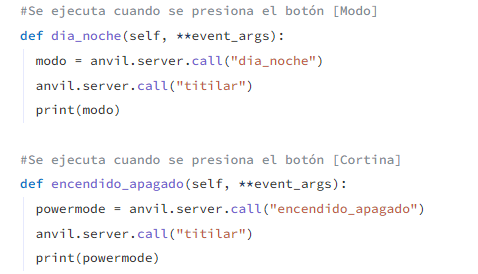 #Se ejecuta cuando se presiona el botón [Modo]
def dia_noche(self, **event_args):
  modo = anvil.server.call("dia_noche")
  anvil.server.call("titilar")
  print(modo)

#Se ejecuta cuando se presiona el botón [Cortina]
def encendido_apagado(self, **event_args):
  powermode = anvil.server.call("encendido_apagado")
  anvil.server.call("titilar")
  print(powermode)